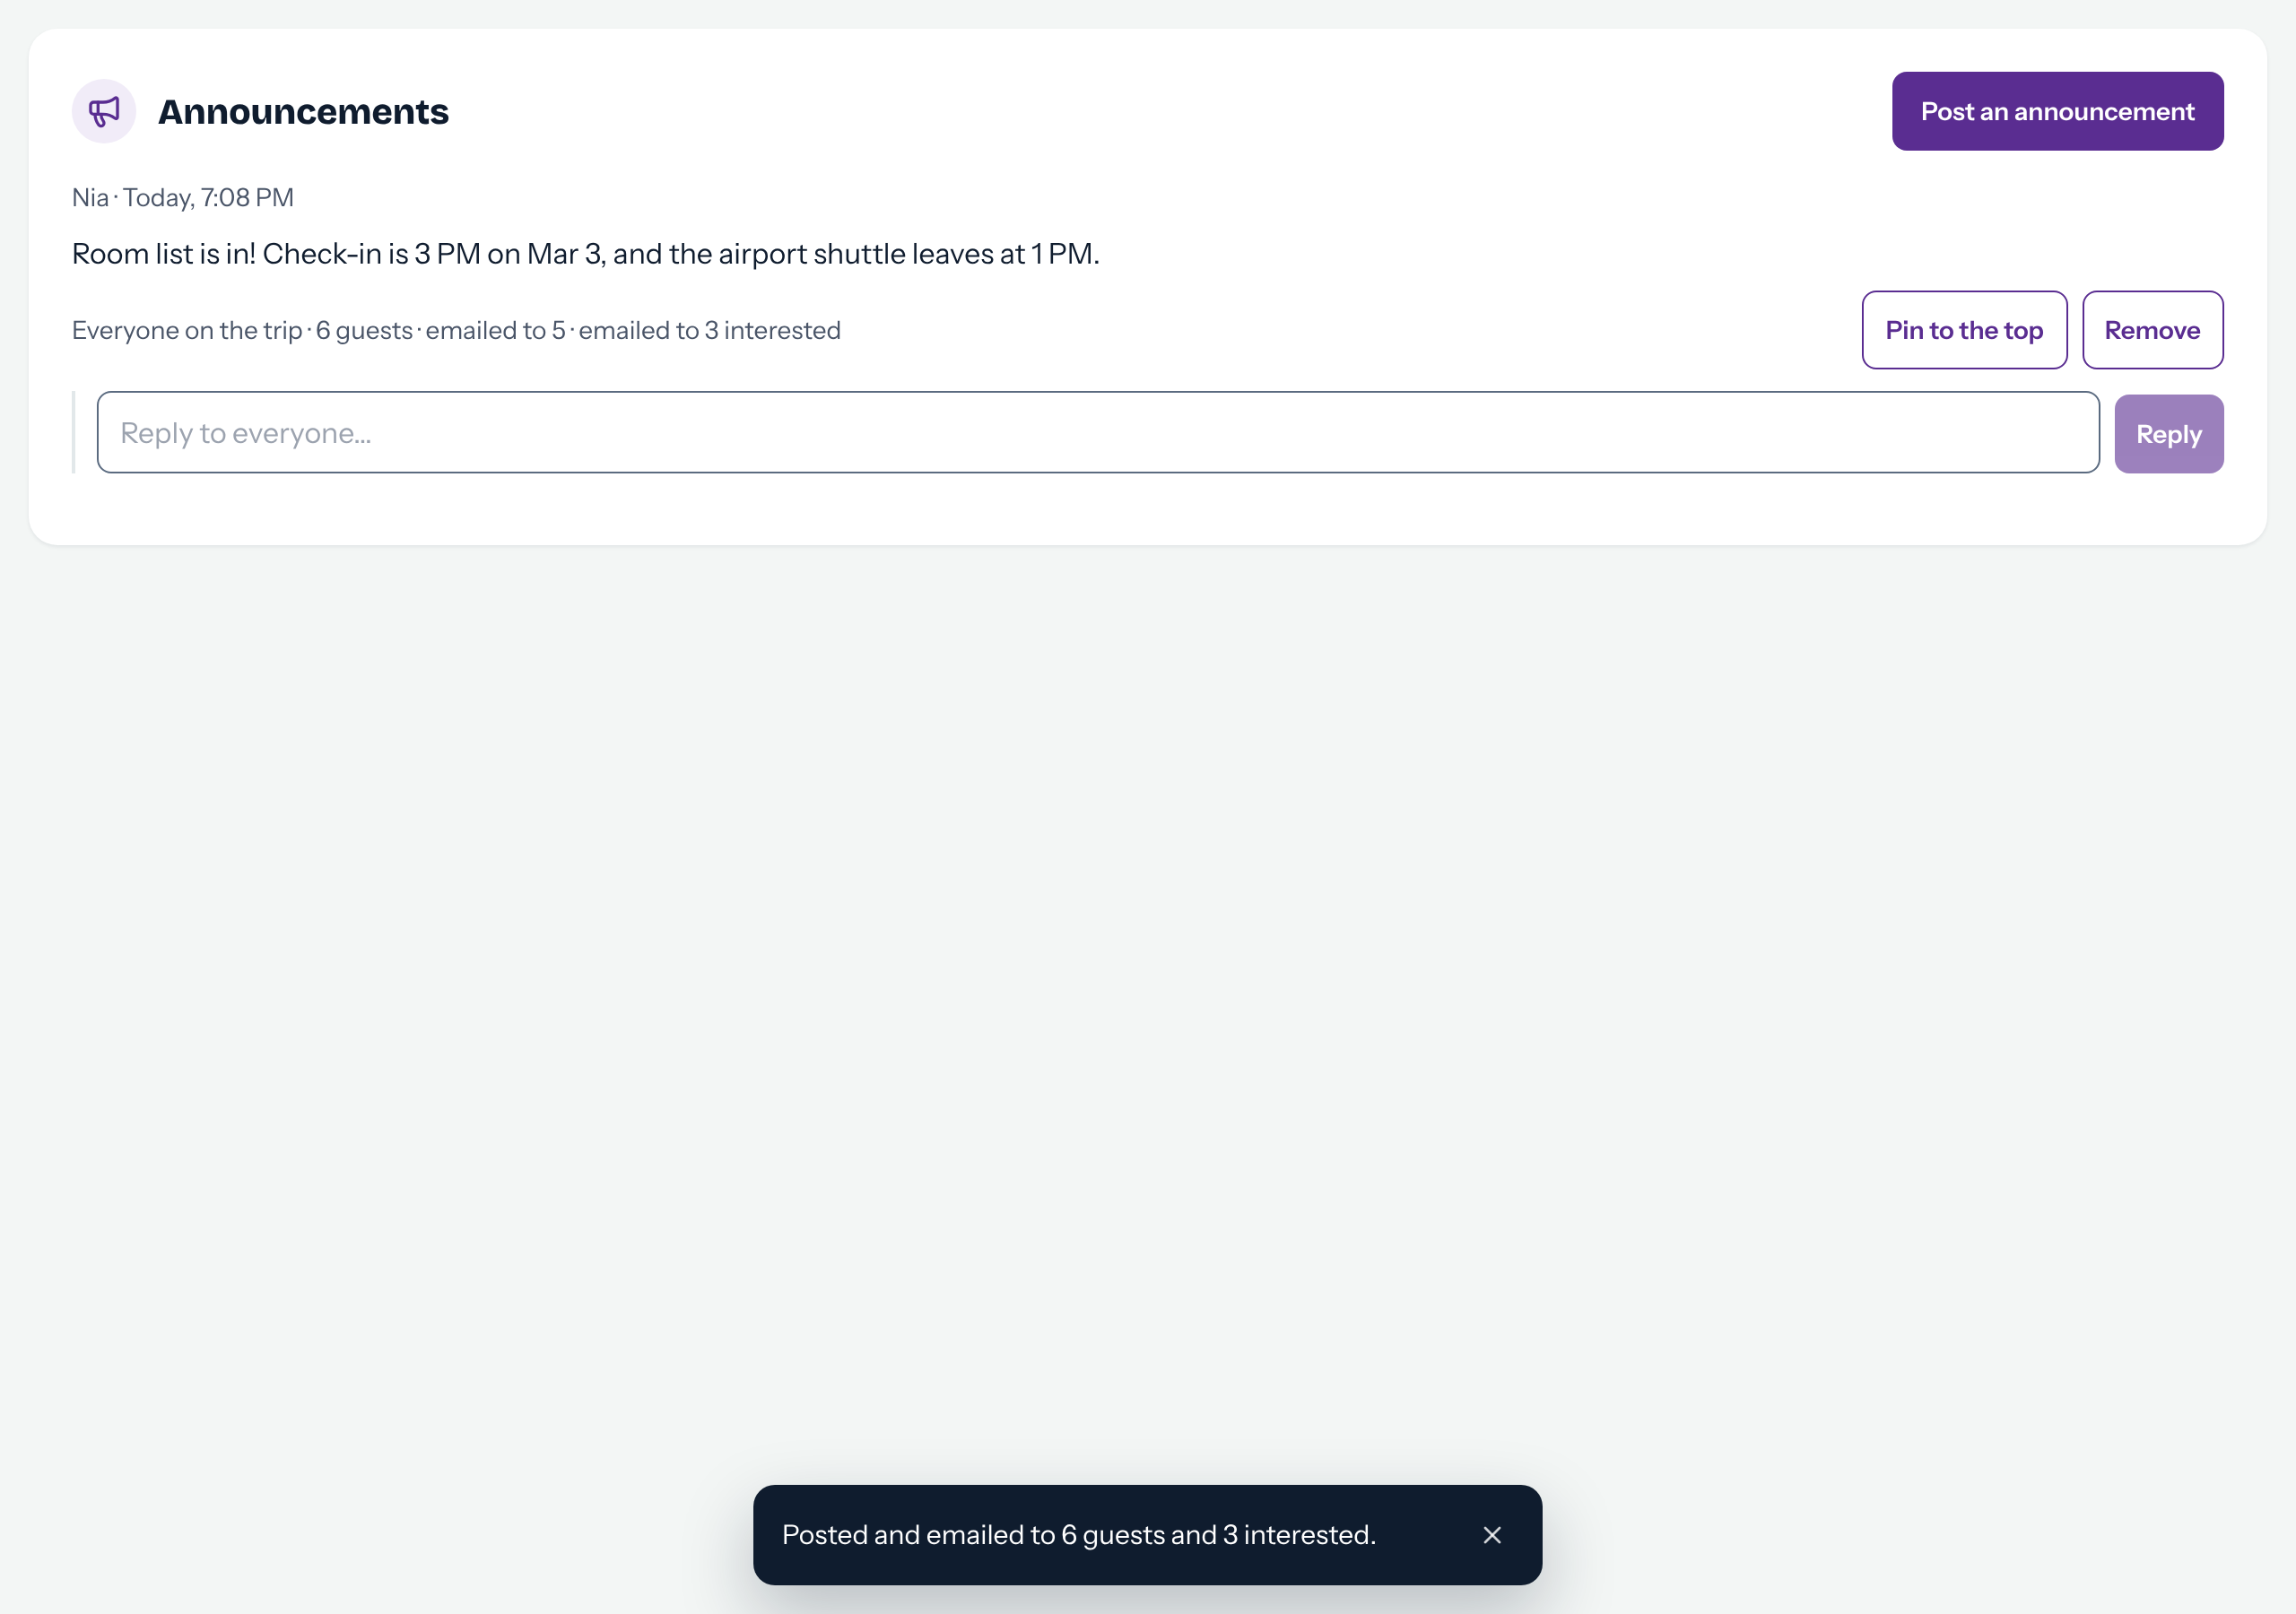 Announcements
Post an announcement
Nia · Today, 7:08 PM
Room list is in! Check-in is 3 PM on Mar 3, and the airport shuttle leaves at 1 PM.
Everyone on the trip · 6 guests · emailed to 5 · emailed to 3 interested
Pin to the top
Remove
Reply to everyone...
Reply
Posted and emailed to 6 guests and 3 interested.